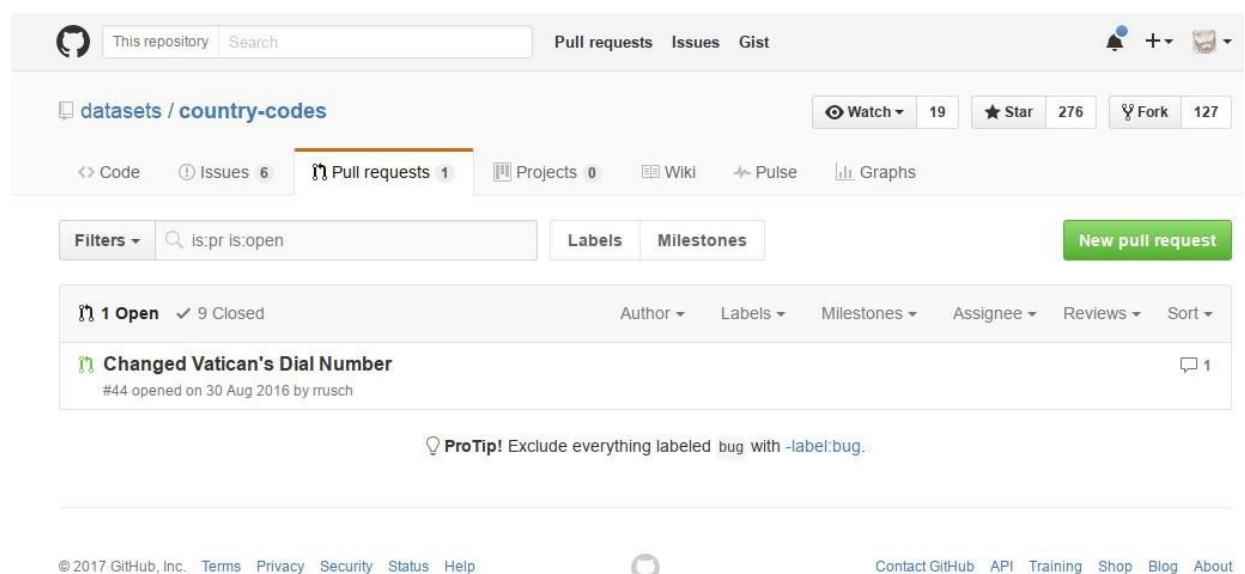 This repository Search Pull requests Issues Gist
datasets / country-codes Watch 19 Star 276 Fork 127
Code Issues 6 Pull requests 1 Projects 0 Wiki Pulse Graphs
Filters is:pr is:open Labels Milestones New pull request
1 Open 9 Closed Author Labels Milestones Assignee Reviews Sort
Changed Vatican's Dial Number 1
#44 opened on 30 Aug 2016 by rrusch
ProTip! Exclude everything labeled bug with -label:bug.
© 2017 GitHub, Inc. Terms Privacy Security Status Help Contact GitHub API Training Shop Blog About